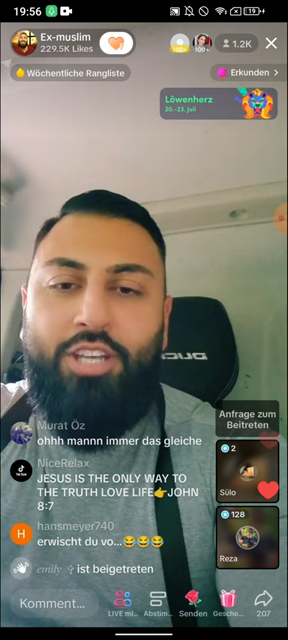 19:56
19
Ex-muslim
229.5K Likes
100+
100+
1.2K
Wöchentliche Rangliste
Erkunden >
Löwenherz
20.-23. Juli
Murat Öz
ohhh mannn immer das gleiche
NiceRelax
JESUS IS THE ONLY WAY TO
THE TRUTH LOVE LIFE👉JOHN
8:7
hansmeyer740
erwischt du vo...😂😂😂
emily ✞ ist beigetreten
Anfrage zum
Beitreten
2
Sülo
128
Reza
Komment...
LIVE mi...
Abstim...
Senden
Gesche...
207